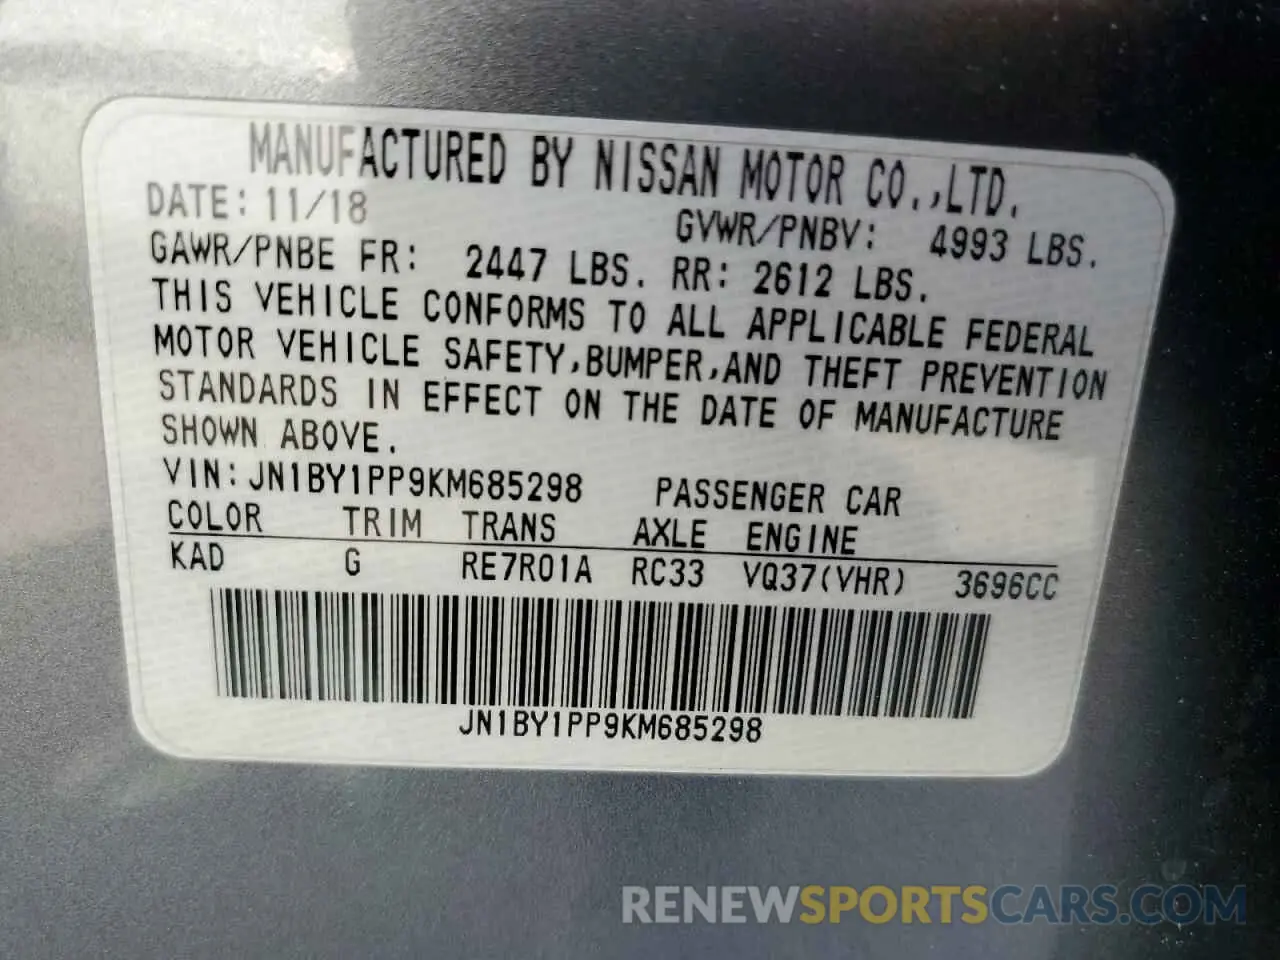 MANUFACTURED BY NISSAN MOTOR CO.,LTD.
DATE: 11/18 GVWR/PNBV: 4993 LBS.
GAWR/PNBE FR: 2447 LBS. RR: 2612 LBS.
THIS VEHICLE CONFORMS TO ALL APPLICABLE FEDERAL
MOTOR VEHICLE SAFETY,BUMPER,AND THEFT PREVENTION
STANDARDS IN EFFECT ON THE DATE OF MANUFACTURE
SHOWN ABOVE.
VIN:JN1BY1PP9KM685298 PASSENGER CAR
COLOR TRIM TRANS AXLE ENGINE
KAD G RE7R01A RC33 VQ37(VHR) 3696CC
JN1BY1PP9KM685298
RENEWSPORTSCARS.COM